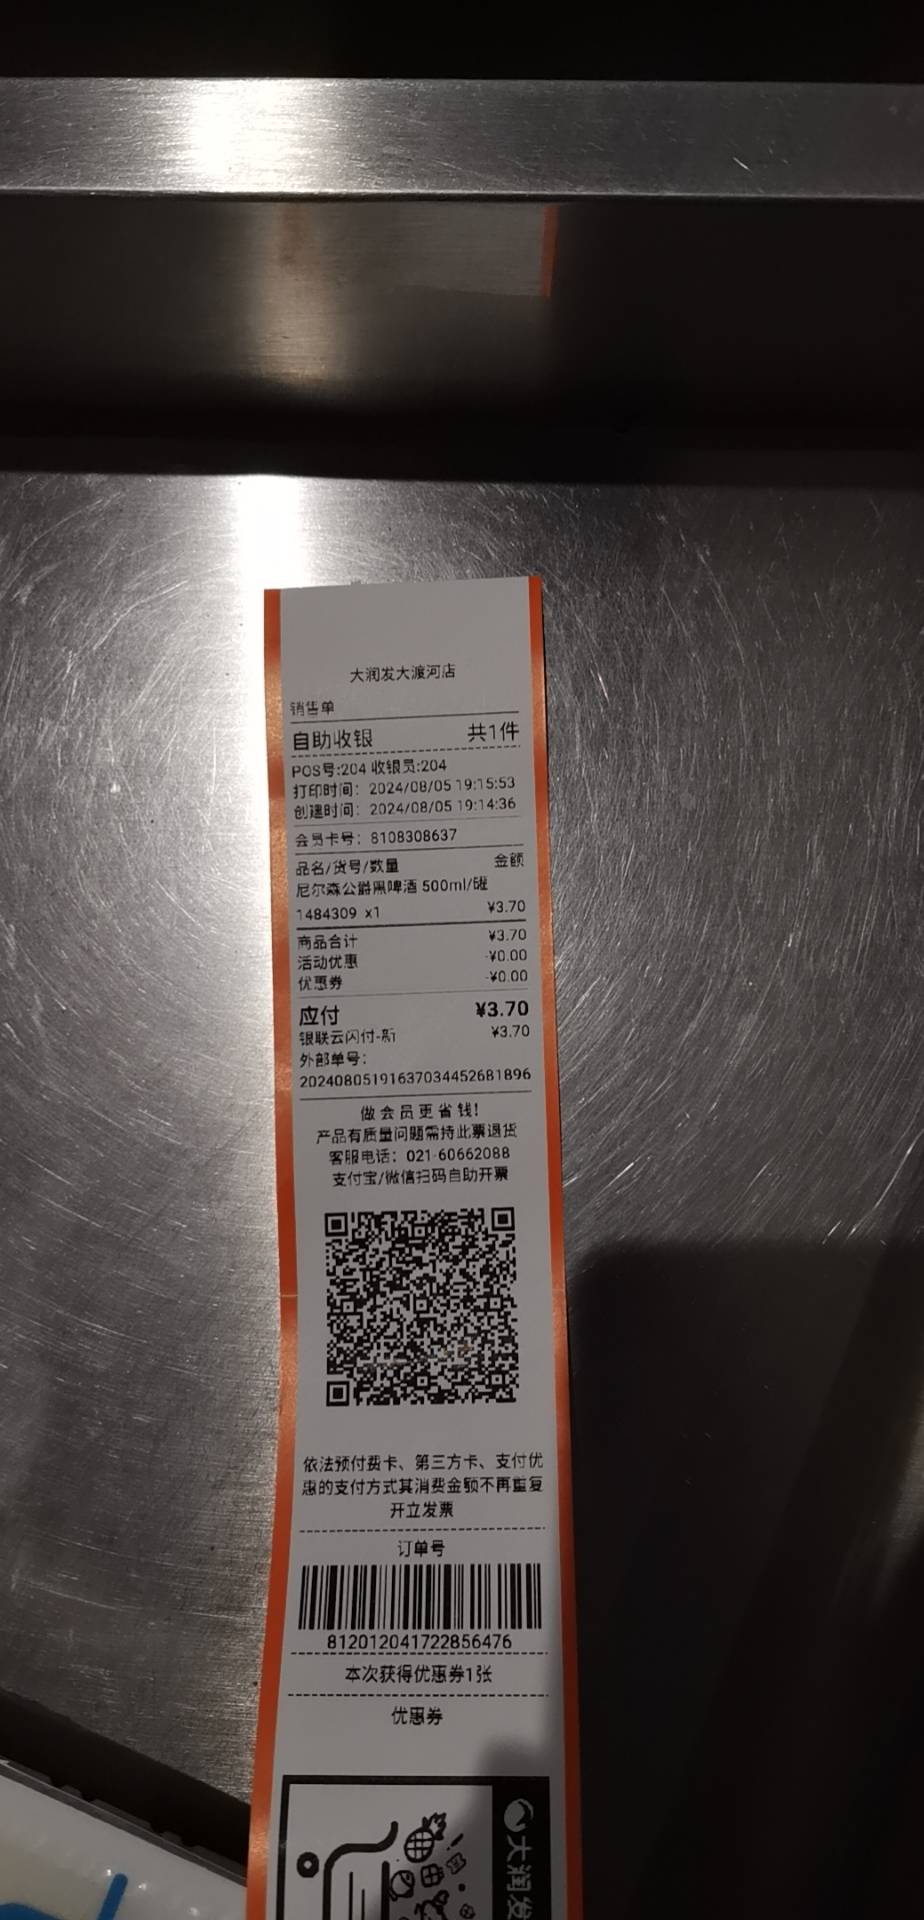 大润发大渡河店
销售单
自助收银 共1件
POS号:204 收银员:204
打印时间：2024/08/05 19:15:53
创建时间：2024/08/05 19:14:36
会员卡号：8108308637
品名/货号/数量 金额
尼尔森公爵黑啤酒 500ml/罐
1484309 x1 ¥3.70
商品合计 ¥3.70
活动优惠 -¥0.00
优惠券 -¥0.00
应付 ¥3.70
银联云闪付-新 ¥3.70
外部单号：
20240805191637034452681896
做会员更省钱!
产品有质量问题需持此票退货
客服电话：021-60662088
支付宝/微信扫码自助开票
依法预付费卡、第三方卡、支付优
惠的支付方式其消费金额不再重复
开立发票
订单号
812012041722856476
本次获得优惠券1张
优惠券
大润发